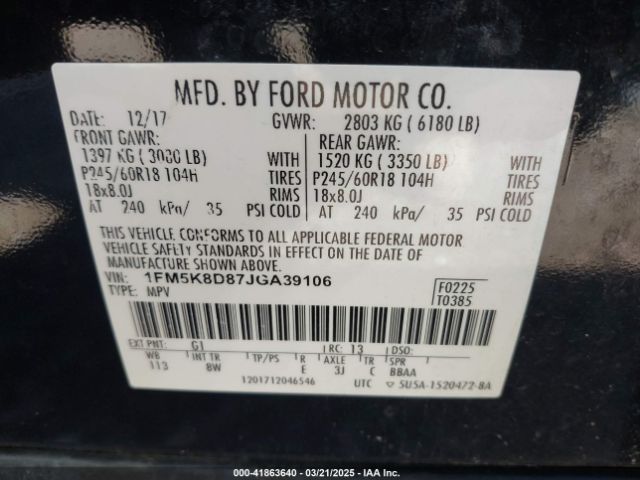 MFD. BY FORD MOTOR CO.
DATE: 12/17 GVWR: 2803 KG ( 6180 LB)
FRONT GAWR: REAR GAWR:
1397 KG ( 3080 LB) WITH 1520 KG ( 3350 LB) WITH
P245/60R18 104H TIRES P245/60R18 104H TIRES
18x8.0J RIMS 18x8.0J RIMS
AT 240 kPa/ 35 PSI COLD AT 240 kPa/ 35 PSI COLD
THIS VEHICLE CONFORMS TO ALL APPLICABLE FEDERAL MOTOR
VEHICLE SAFETY STANDARDS IN EFFECT ON THE DATE OF
MANUFACTURE SHOWN ABOVE.
VIN: 1FM5K8D87JGA39106 F0225
TYPE: MPV T0385
EXT PNT: G1 RC: 13 DSO:
WB INT TR TP/PS R AXLE TR SPR
113 8W E 3J C BBAA
1201712046546 UTC 5U5A-1520472-8A
000-41863640 - 03/21/2025 - IAA Inc.